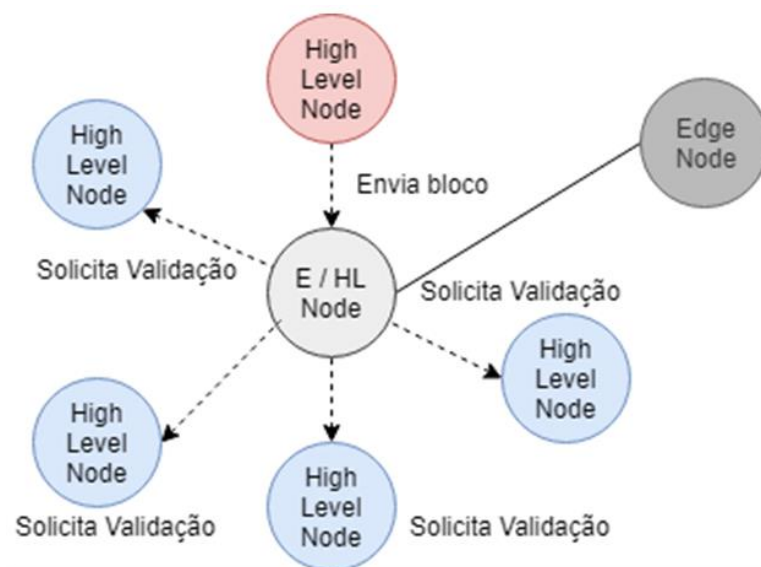 High
Level
Node
High
Level
Node
Edge
Node
Envia bloco
Solicita Validação
E / HL
Node
Solicita Validação
High
Level
Node
High
Level
Node
Solicita Validação
High
Level
Node
Solicita Validação